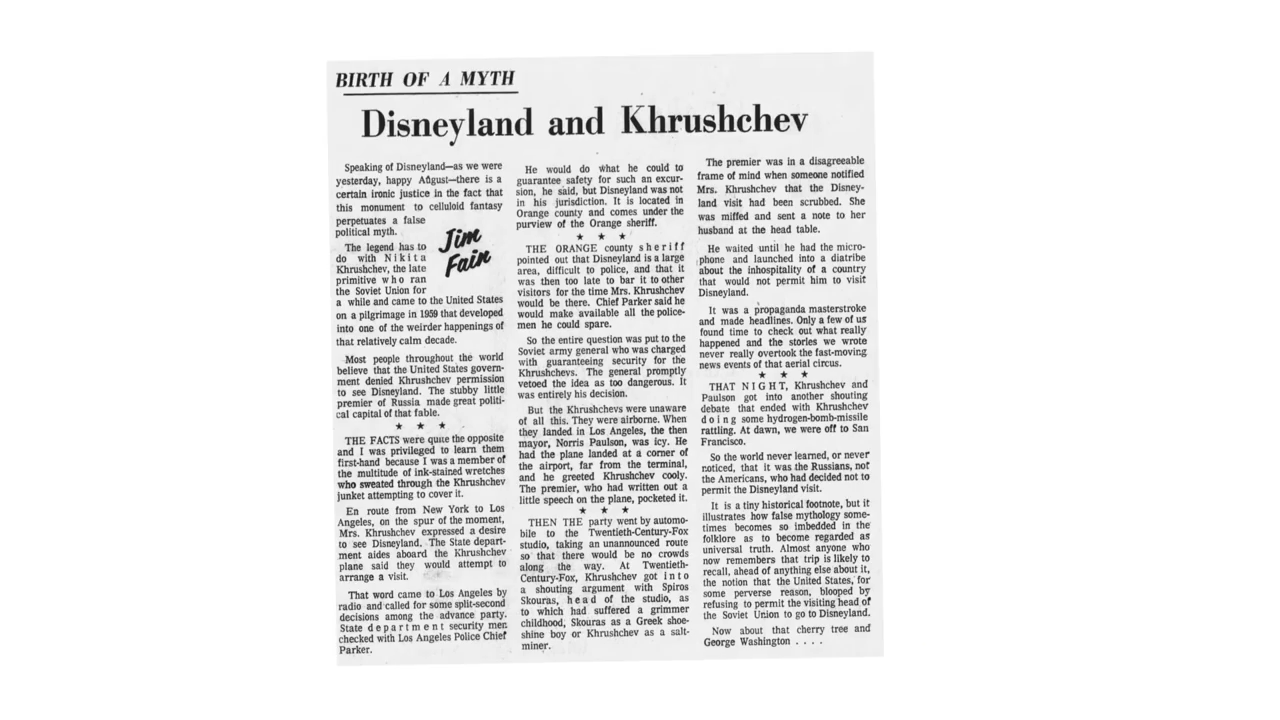 BIRTH OF A MYTH
Disneyland and Khrushchev
Speaking of Disneyland—as we were
yesterday, happy August—there is a
certain ironic justice in the fact that
this monument to celluloid fantasy
perpetuates a false
political myth.
Jim
Fain
The legend has to
do with Nikita
Khrushchev, the late
primitive who ran
the Soviet Union for
a while and came to the United States
on a pilgrimage in 1959 that developed
into one of the weirder happenings of
that relatively calm decade.
Most people throughout the world
believe that the United States govern-
ment denied Khrushchev permission
to see Disneyland. The stubby little
premier of Russia made great politi-
cal capital of that fable.
★ ★ ★
THE FACTS were quite the opposite
and I was privileged to learn them
first-hand because I was a member of
the multitude of ink-stained wretches
who sweated through the Khrushchev
junket attempting to cover it.
En route from New York to Los
Angeles, on the spur of the moment,
Mrs. Khrushchev expressed a desire
to see Disneyland. The State depart-
ment aides aboard the Khrushchev
plane said they would attempt to
arrange a visit.
That word came to Los Angeles by
radio and called for some split-second
decisions among the advance party.
State department security men
checked with Los Angeles Police Chief
Parker.
He would do what he could to
guarantee safety for such an excur-
sion, he said, but Disneyland was not
in his jurisdiction. It is located in
Orange county and comes under the
purview of the Orange sheriff.
★ ★ ★
THE ORANGE county sheriff
pointed out that Disneyland is a large
area, difficult to police, and that it
was then too late to bar it to other
visitors for the time Mrs. Khrushchev
would be there. Chief Parker said he
would make available all the police-
men he could spare.
So the entire question was put to the
Soviet army general who was charged
with guaranteeing security for the
Khrushchevs. The general promptly
vetoed the idea as too dangerous. It
was entirely his decision.
But the Khrushchevs were unaware
of all this. They were airborne. When
they landed in Los Angeles, the then
mayor, Norris Paulson, was icy. He
had the plane landed at a corner of
the airport, far from the terminal,
and he greeted Khrushchev cooly.
The premier, who had written out a
little speech on the plane, pocketed it.
★ ★ ★
THEN THE party went by automo-
bile to the Twentieth-Century-Fox
studio, taking an unannounced route
so that there would be no crowds
along the way. At Twentieth-
Century-Fox, Khrushchev got into
a shouting argument with Spiros
Skouras, head of the studio, as
to which had suffered a grimmer
childhood, Skouras as a Greek shoe-
shine boy or Khrushchev as a salt-
miner.
The premier was in a disagreeable
frame of mind when someone notified
Mrs. Khrushchev that the Disney-
land visit had been scrubbed. She
was miffed and sent a note to her
husband at the head table.
He waited until he had the micro-
phone and launched into a diatribe
about the inhospitality of a country
that would not permit him to visit
Disneyland.
It was a propaganda masterstroke
and made headlines. Only a few of us
found time to check out what really
happened and the stories we wrote
never really overtook the fast-moving
news events of that aerial circus.
★ ★ ★
THAT NIGHT, Khrushchev and
Paulson got into another shouting
debate that ended with Khrushchev
doing some hydrogen-bomb-missile
rattling. At dawn, we were off to San
Francisco.
So the world never learned, or never
noticed, that it was the Russians, not
the Americans, who had decided not to
permit the Disneyland visit.
It is a tiny historical footnote, but it
illustrates how false mythology some-
times becomes so imbedded in the
folklore as to become regarded as
universal truth. Almost anyone who
now remembers that trip is likely to
recall, ahead of anything else about it,
the notion that the United States, for
some perverse reason, blooped by
refusing to permit the visiting head of
the Soviet Union to go to Disneyland.
Now about that cherry tree and
George Washington . . . .